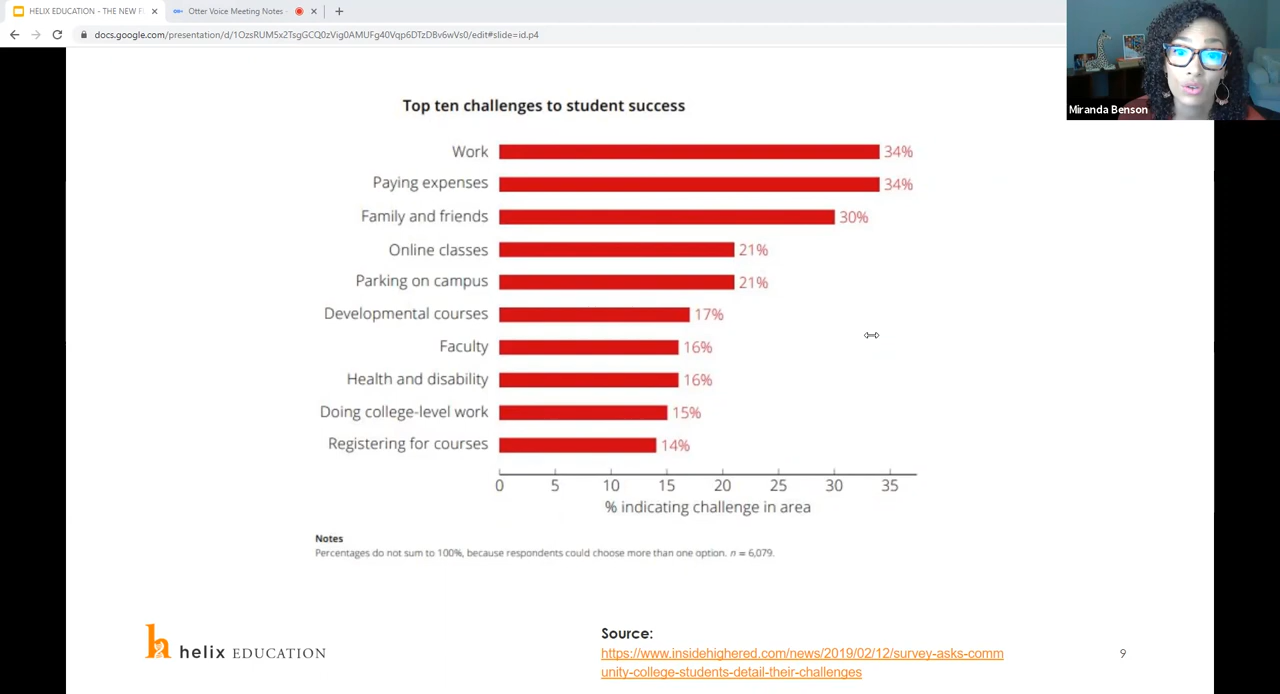 HELIX EDUCATION - THE NEW F
Otter Voice Meeting Notes -
docs.google.com/presentation/d/1OzsRUM5x2TsgGCQ0zVig0AMUFg40Vqp6DTzDBv6wVs0/edit#slide=id.p4
Miranda Benson
Top ten challenges to student success
Work 34%
Paying expenses 34%
Family and friends 30%
Online classes 21%
Parking on campus 21%
Developmental courses 17%
Faculty 16%
Health and disability 16%
Doing college-level work 15%
Registering for courses 14%
0 5 10 15 20 25 30 35
% indicating challenge in area
Notes
Percentages do not sum to 100%, because respondents could choose more than one option. n = 6,079.
h helix EDUCATION
Source:
https://www.insidehighered.com/news/2019/02/12/survey-asks-comm
unity-college-students-detail-their-challenges
9